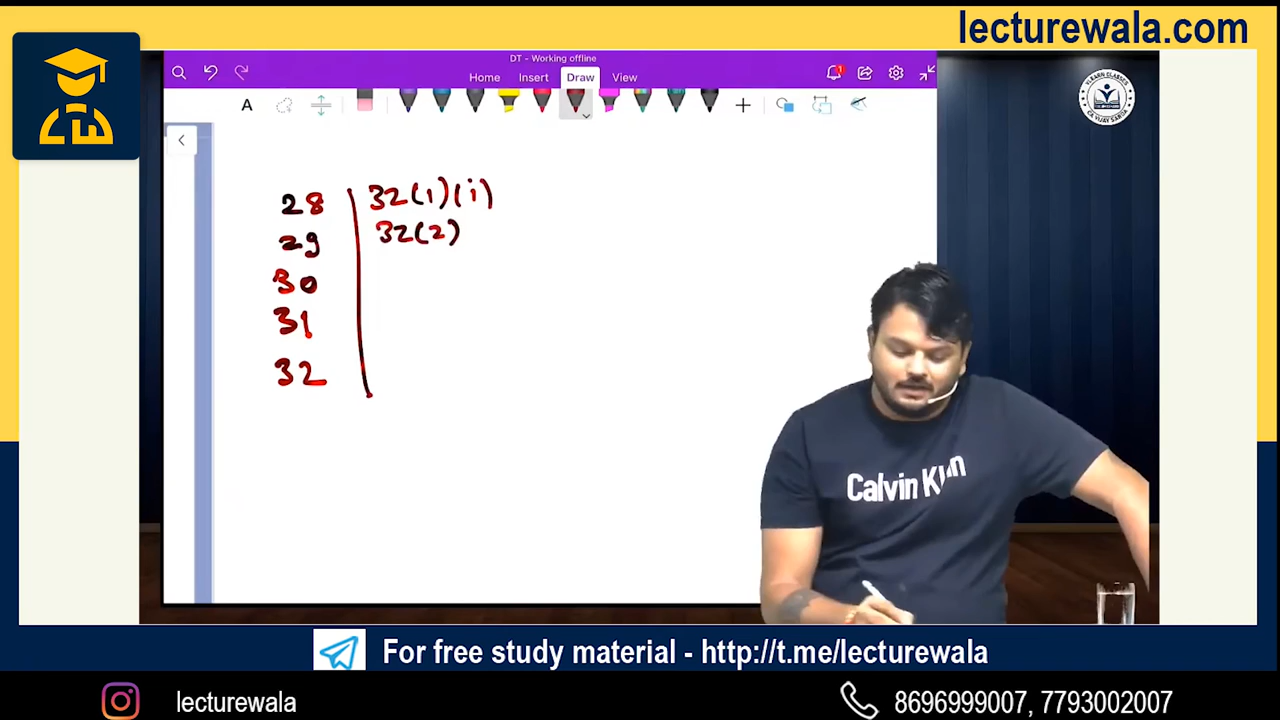 lecturewala.com
DT - Working offline
Home Insert Draw View
A
28 32(1)(i)
29 32(2)
30
31
32
Calvin Kl
For free study material - http://t.me/lecturewala
lecturewala
8696999007, 7793002007